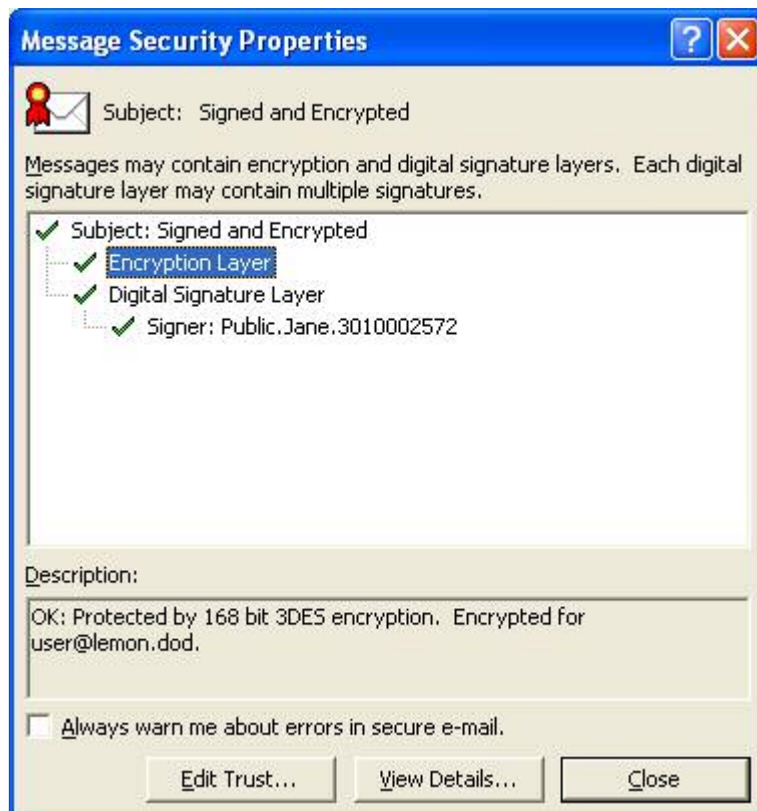 Message Security Properties
?
Subject: Signed and Encrypted
Messages may contain encryption and digital signature layers. Each digital
signature layer may contain multiple signatures.
Subject: Signed and Encrypted
Encryption Layer
Digital Signature Layer
Signer: Public.Jane.3010002572
Description:
OK: Protected by 168 bit 3DES encryption. Encrypted for
user@lemon.dod.
Always warn me about errors in secure e-mail.
Edit Trust... View Details... Close